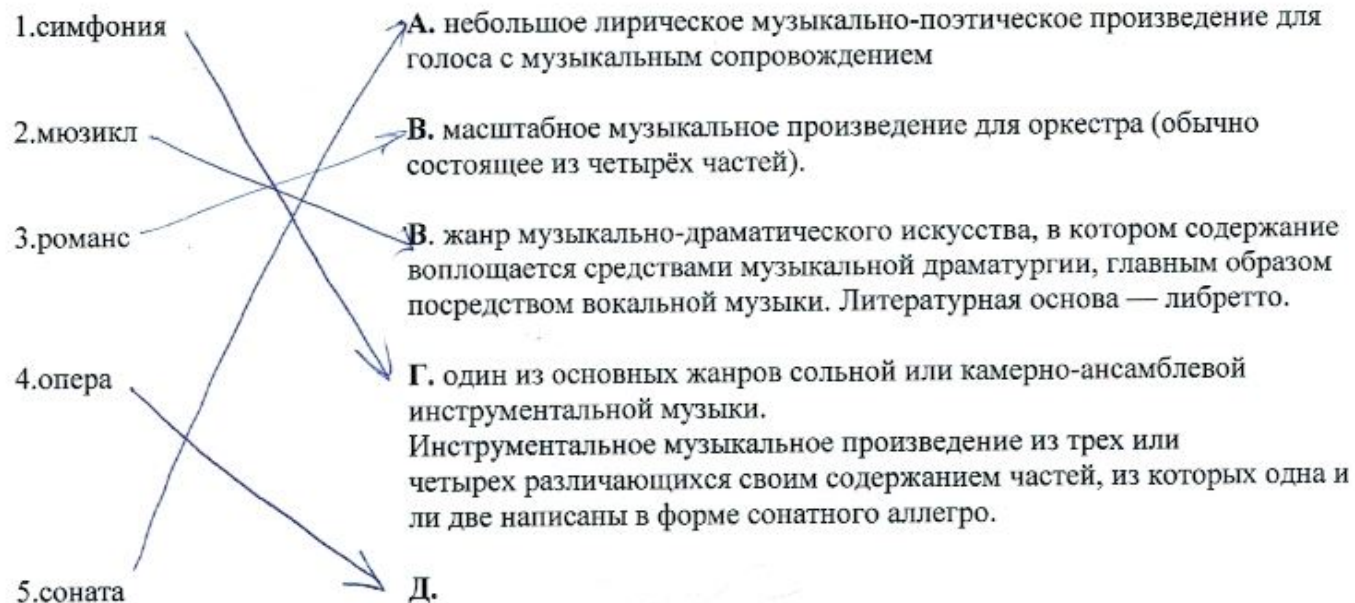 1.симфония
А. небольшое лирическое музыкально-поэтическое произведение для
голоса с музыкальным сопровождением
2.мюзикл
В. масштабное музыкальное произведение для оркестра (обычно
состоящее из четырёх частей).
3.романс
В. жанр музыкально-драматического искусства, в котором содержание
воплощается средствами музыкальной драматургии, главным образом
посредством вокальной музыки. Литературная основа — либретто.
4.опера
Г. один из основных жанров сольной или камерно-ансамблевой
инструментальной музыки.
Инструментальное музыкальное произведение из трех или
четырех различающихся своим содержанием частей, из которых одна и
ли две написаны в форме сонатного аллегро.
5.соната
Д.